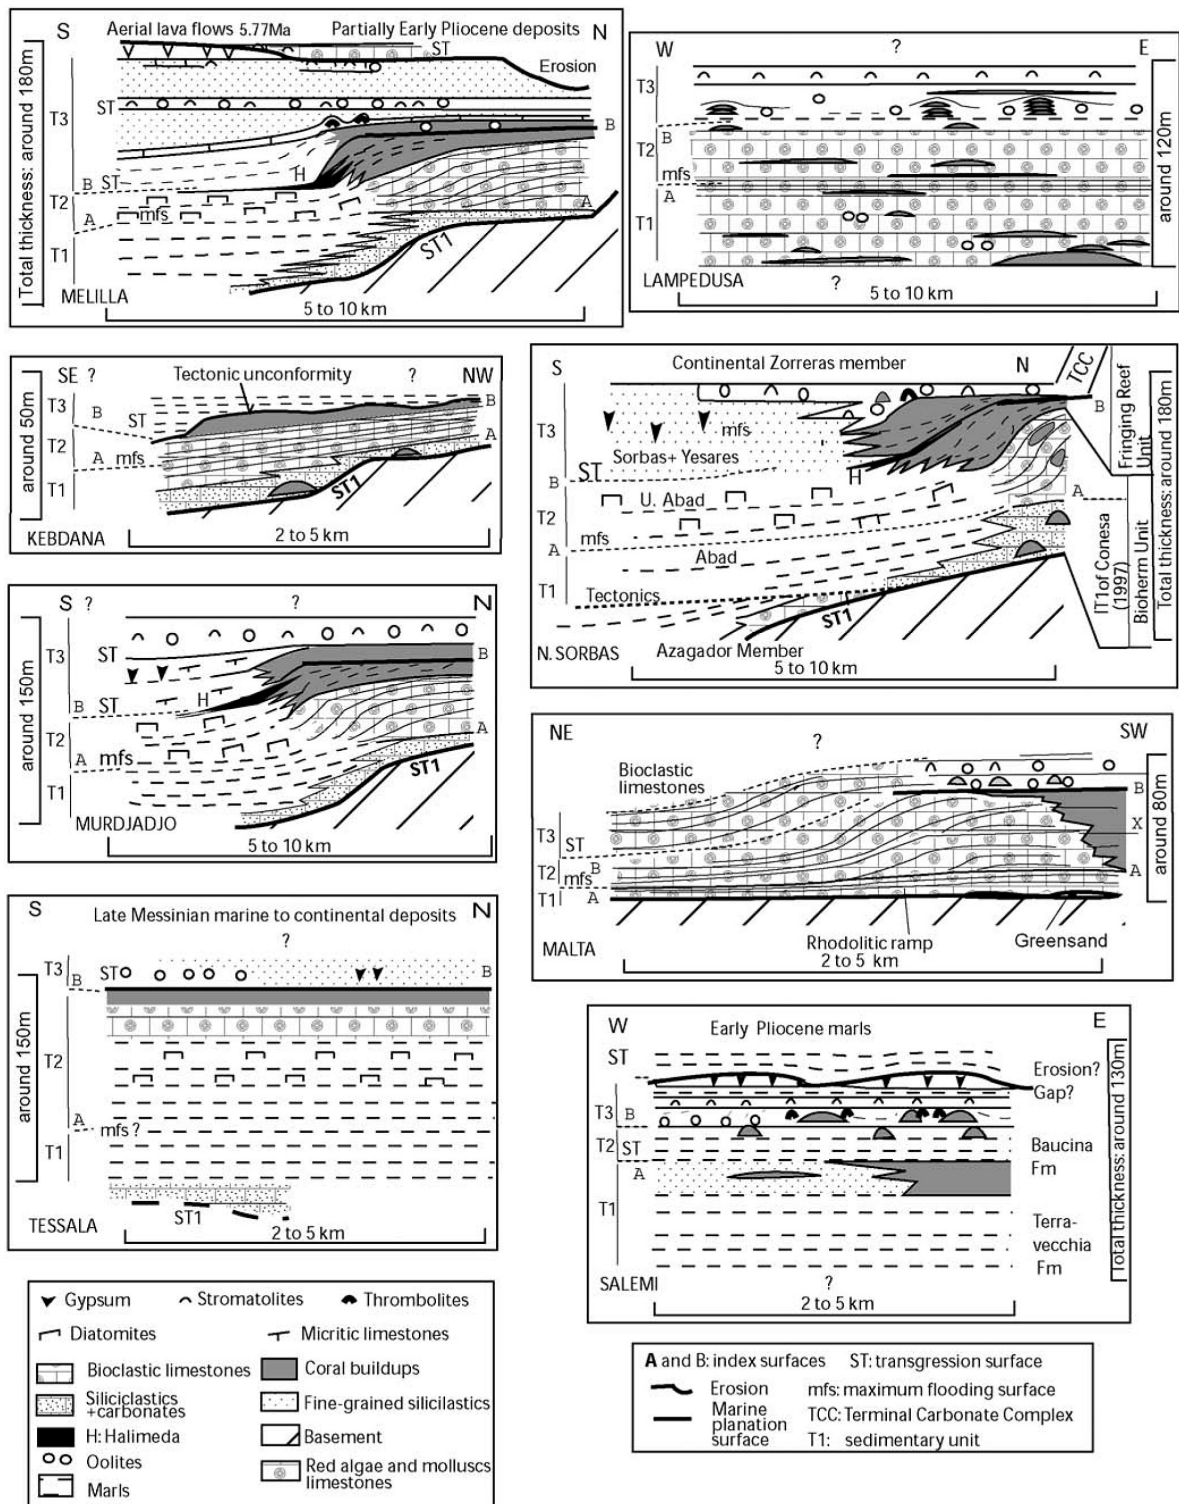 S
Aerial lava flows 5.77Ma
Partially Early Pliocene deposits
N
ST
Erosion
Total thickness: around 180m
T3
ST
B
H
B
ST
T2
A
mfs
A
T1
ST1
MELILLA
5 to 10 km
W
?
E
T3
B
T2
mfs
A
T1
around 120m
LAMPEDUSA
?
5 to 10 km
SE
?
Tectonic unconformity
?
NW
around 50m
T3
B
ST
B
T2
A
mfs
A
T1
ST1
KEBDANA
2 to 5 km
S
Continental Zorreras member
N
TCC
B
T3
mfs
Sorbas+ Yesares
ST
H
B
U. Abad
A
T2
mfs
A
Abad
T1
Tectonics
ST1
N. SORBAS
Azagador Member
5 to 10 km
Fringing Reef
Unit
IT1of Conesa
(1997)
Bioherm Unit
Total thickness: around 180m
S
?
?
N
around 150m
T3
ST
B
H
B
ST
T2
A
mfs
A
T1
ST1
MURDJADJO
5 to 10 km
NE
?
SW
Bioclastic
limestones
B
around 80m
X
T3
ST
B
T2
mfs
A
T1
A
Rhodolitic ramp
Greensand
MALTA
2 to 5 km
S
Late Messinian marine to continental deposits
N
?
T3
B
ST
B
around 150m
T2
A
mfs ?
T1
ST1
TESSALA
2 to 5 km
W
Early Pliocene marls
E
ST
Erosion?
Gap?
T3
B
T2
ST
Baucina
Fm
A
T1
Terra-
vecchia
Fm
Total thickness: around 130m
SALEMI
?
2 to 5 km
Gypsum
Stromatolites
Thrombolites
Diatomites
Micritic limestones
Bioclastic limestones
Coral buildups
Siliciclastics
+carbonates
Fine-grained silicilastics
H: Halimeda
Basement
Oolites
Red algae and molluscs
limestones
Marls
A and B: index surfaces
ST: transgression surface
Erosion
mfs: maximum flooding surface
Marine
planation
surface
TCC: Terminal Carbonate Complex
T1: sedimentary unit